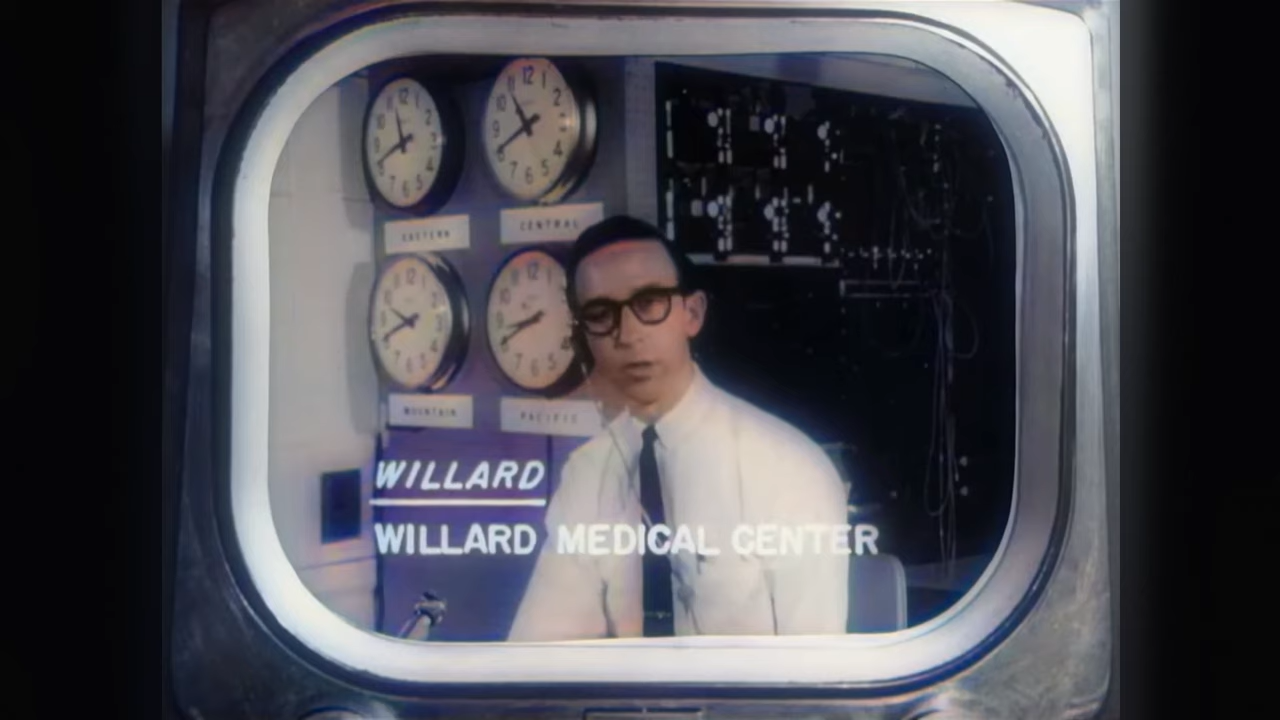 EASTERN
CENTRAL
MOUNTAIN
PACIFIC
WILLARD
WILLARD MEDICAL CENTER